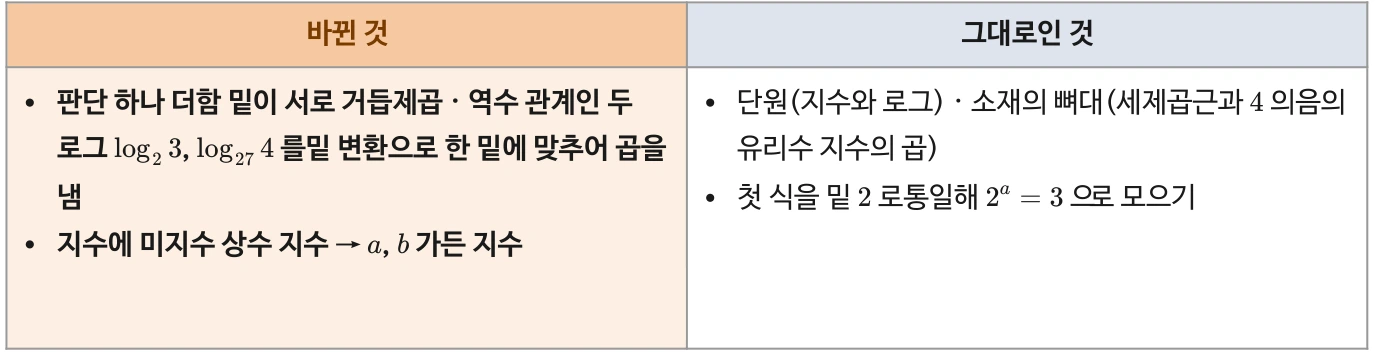 바뀐 것
그대로인 것
• 판단 하나 더함 밑이 서로 거듭제곱 · 역수 관계인 두
로그 log₂ 3, log₂₇ 4 를밑 변환으로 한 밑에 맞추어 곱을
냄
• 지수에 미지수 상수 지수 → a, b 가든 지수
• 단원(지수와 로그) · 소재의 뼈대(세제곱근과 4 의음의
유리수 지수의 곱)
• 첫 식을 밑 2 로통일해 2ᵃ = 3 으로 모으기